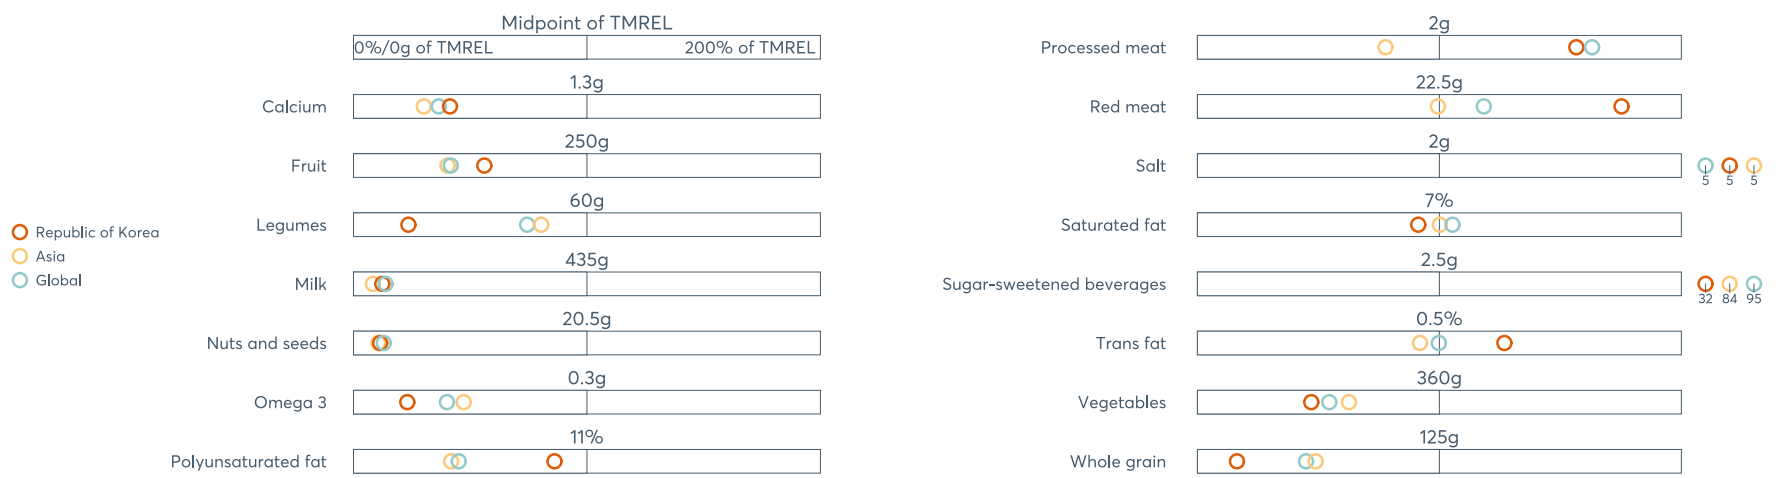 Midpoint of TMREL
0%/0g of TMREL 200% of TMREL
1.3g
Calcium
250g
Fruit
60g
Legumes
435g
Milk
20.5g
Nuts and seeds
0.3g
Omega 3
11%
Polyunsaturated fat
Republic of Korea
Asia
Global
2g
Processed meat
22.5g
Red meat
2g
Salt
5 5 5
7%
Saturated fat
2.5g
Sugar-sweetened beverages
32 84 95
0.5%
Trans fat
360g
Vegetables
125g
Whole grain